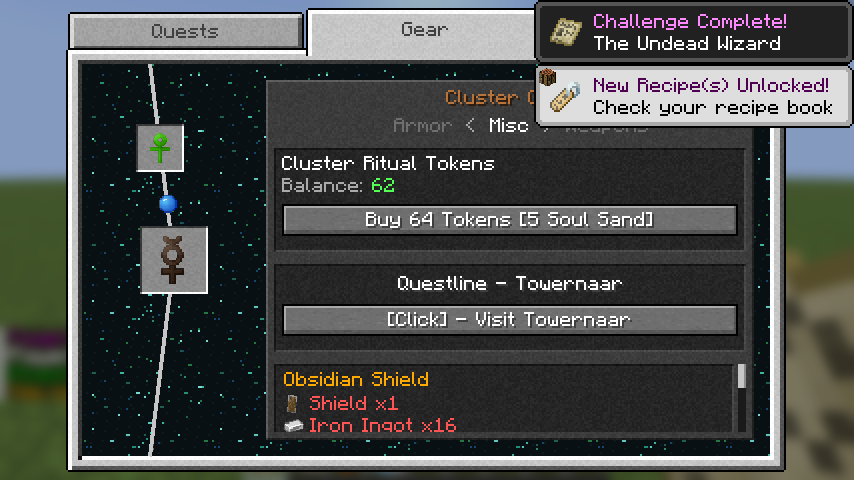 Quests
Gear
Challenge Complete!
The Undead Wizard
New Recipe(s) Unlocked!
Check your recipe book
Cluster
Armor < Misc
Cluster Ritual Tokens
Balance: 62
Buy 64 Tokens [5 Soul Sand]
Questline - Towernaar
[Click] - Visit Towernaar
Obsidian Shield
Shield x1
Iron Ingot x16